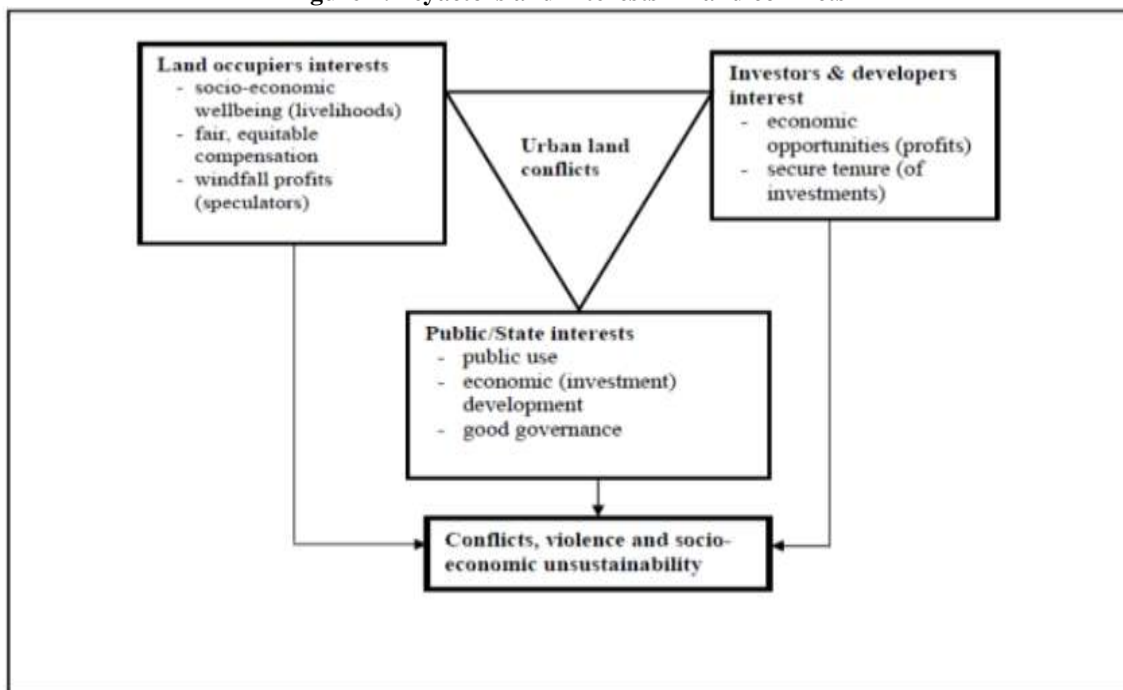 Land occupiers interests
- socio-economic
wellbeing (livelihoods)
- fair, equitable
compensation
- windfall profits
(speculators)
Urban land
conflicts
Investors & developers
interest
- economic
opportunities (profits)
- secure tenure (of
investments)
Public/State interests
- public use
- economic (investment)
development
- good governance
Conflicts, violence and socio-
economic unsustainability